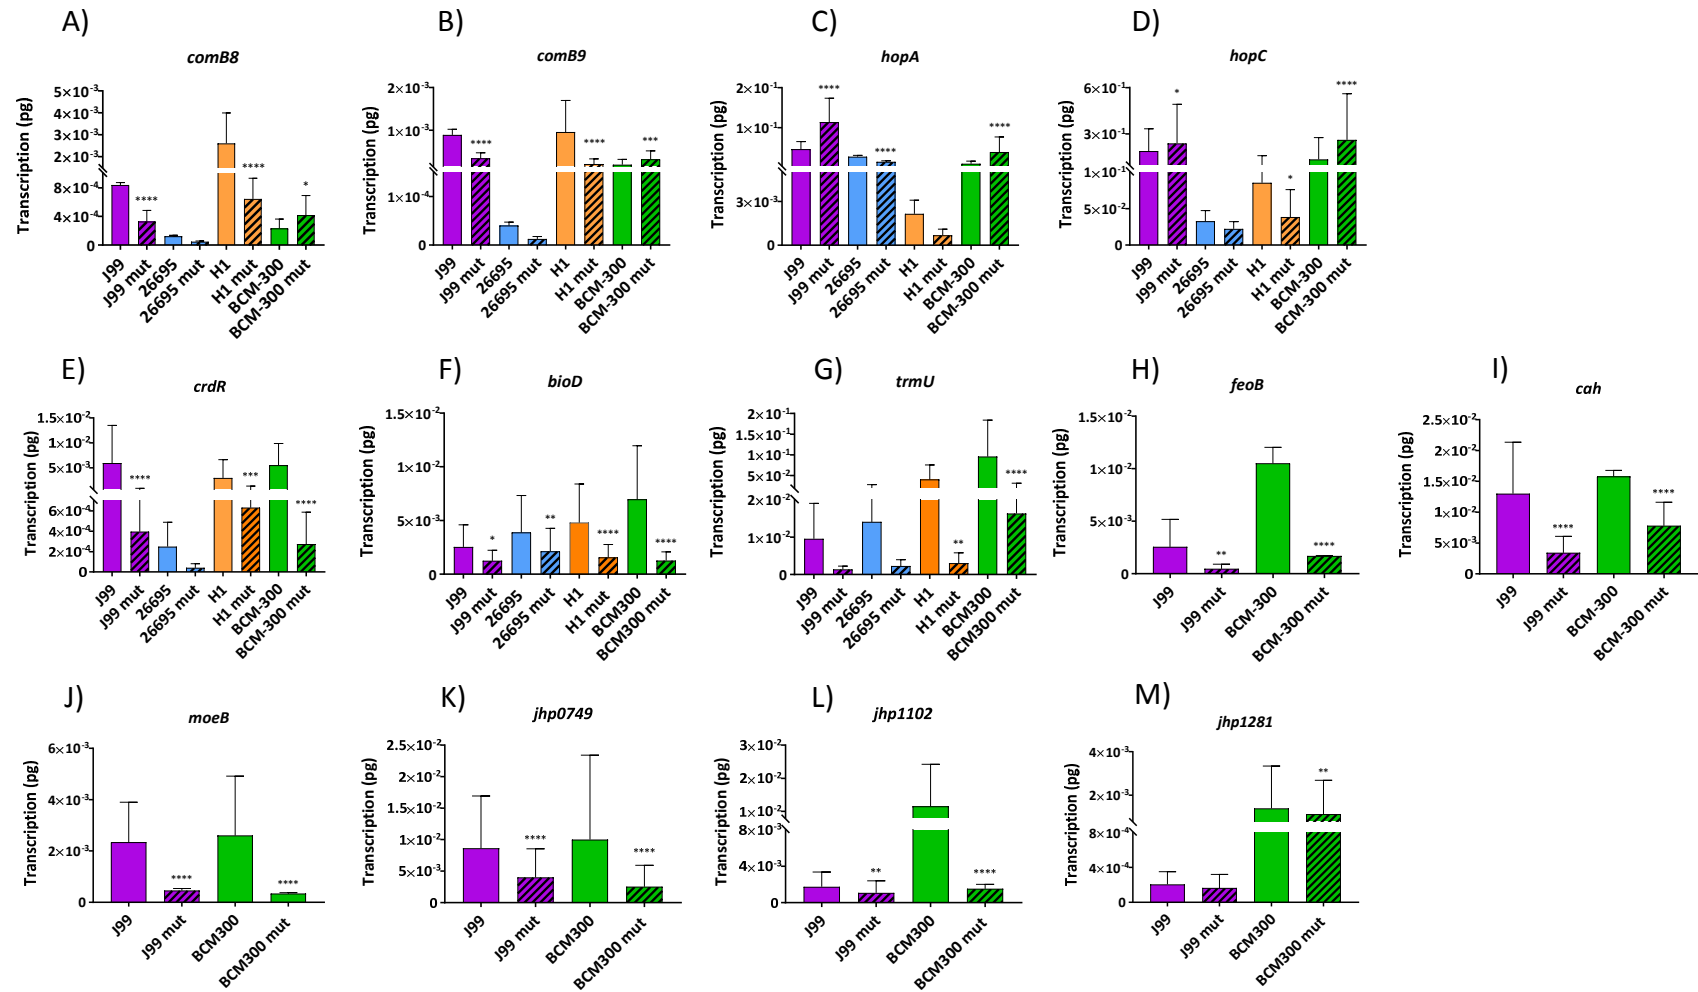 A)
comB8
Transcription (pg)
5×10⁻³
4×10⁻³
3×10⁻³
2×10⁻³
8×10⁻⁴
4×10⁻⁴
0
****
****
*
J99
J99 mut
26695
26695 mut
H1
H1 mut
BCM-300
BCM-300 mut
B)
comB9
Transcription (pg)
2×10⁻³
1×10⁻³
1×10⁻⁴
0
****
****
***
J99
J99 mut
26695
26695 mut
H1
H1 mut
BCM-300
BCM-300 mut
C)
hopA
Transcription (pg)
2×10⁻¹
1×10⁻¹
3×10⁻³
0
****
****
****
J99
J99 mut
26695
26695 mut
H1
H1 mut
BCM-300
BCM-300 mut
D)
hopC
Transcription (pg)
6×10⁻¹
3×10⁻¹
1×10⁻¹
5×10⁻²
0
*
*
****
J99
J99 mut
26695
26695 mut
H1
H1 mut
BCM-300
BCM-300 mut
E)
crdR
Transcription (pg)
1.5×10⁻²
1×10⁻²
5×10⁻³
6×10⁻⁴
4×10⁻⁴
2×10⁻⁴
0
****
***
****
J99
J99 mut
26695
26695 mut
H1
H1 mut
BCM-300
BCM-300 mut
F)
bioD
Transcription (pg)
1.5×10⁻²
1×10⁻²
5×10⁻³
0
*
**
****
****
J99
J99 mut
26695
26695 mut
H1
H1 mut
BCM300
BCM300 mut
G)
trmU
Transcription (pg)
2×10⁻¹
1×10⁻¹
1×10⁻¹
5×10⁻²
2×10⁻²
1×10⁻²
0
**
****
J99
J99 mut
26695
26695 mut
H1
H1 mut
BCM300
BCM300 mut
H)
feoB
Transcription (pg)
1.5×10⁻²
1×10⁻²
5×10⁻³
0
**
****
J99
J99 mut
BCM-300
BCM-300 mut
I)
cah
Transcription (pg)
2.5×10⁻²
2×10⁻²
1.5×10⁻²
1×10⁻²
5×10⁻³
0
****
****
J99
J99 mut
BCM-300
BCM-300 mut
J)
moeB
Transcription (pg)
6×10⁻³
4×10⁻³
2×10⁻³
0
****
****
J99
J99 mut
BCM300
BCM300 mut
K)
jhp0749
Transcription (pg)
2.5×10⁻²
2×10⁻²
1.5×10⁻²
1×10⁻²
5×10⁻³
0
****
****
J99
J99 mut
BCM300
BCM300 mut
L)
jhp1102
Transcription (pg)
3×10⁻²
2×10⁻²
1×10⁻²
8×10⁻³
4×10⁻³
0
**
****
J99
J99 mut
BCM300
BCM300 mut
M)
jhp1281
Transcription (pg)
4×10⁻³
2×10⁻³
8×10⁻⁴
4×10⁻⁴
0
**
J99
J99 mut
BCM300
BCM300 mut